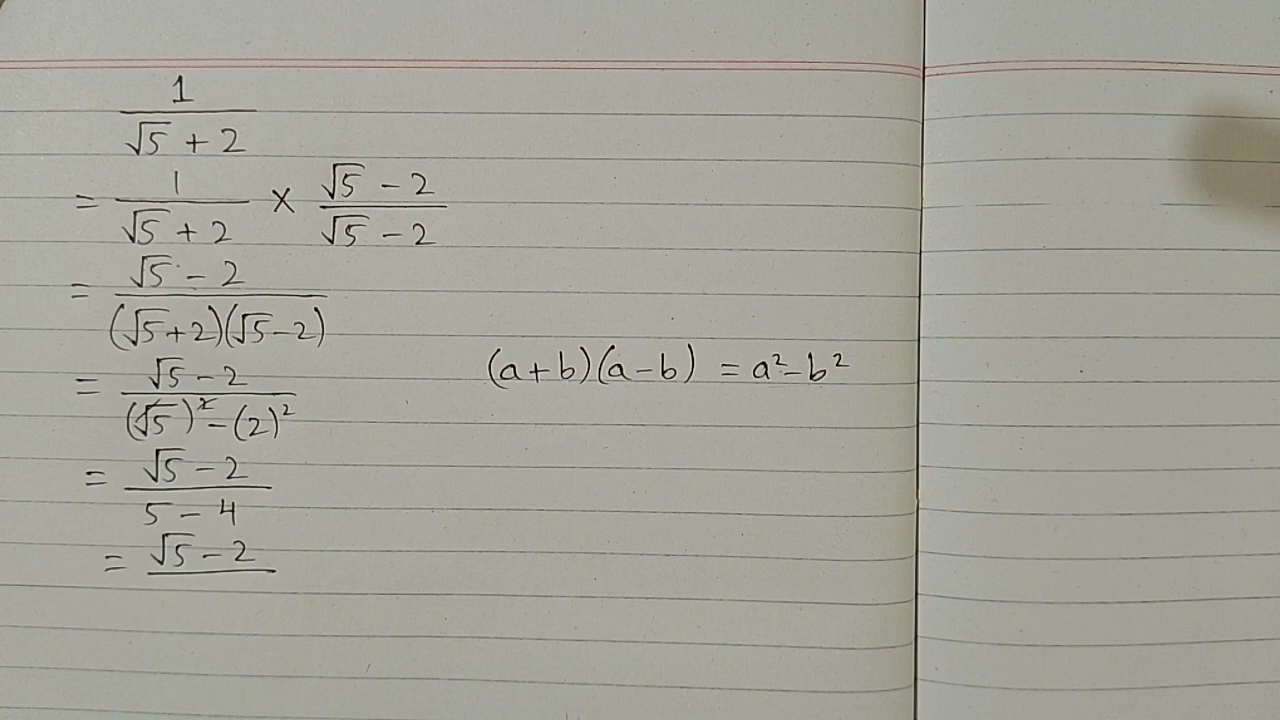 1
√5 + 2
= 1/(√5 + 2) × (√5 - 2)/(√5 - 2)
= (√5 - 2)/((√5+2)(√5-2))
(a+b)(a-b) = a²-b²
= (√5 - 2)/((√5)² - (2)²)
= (√5 - 2)/(5 - 4)
= √5 - 2